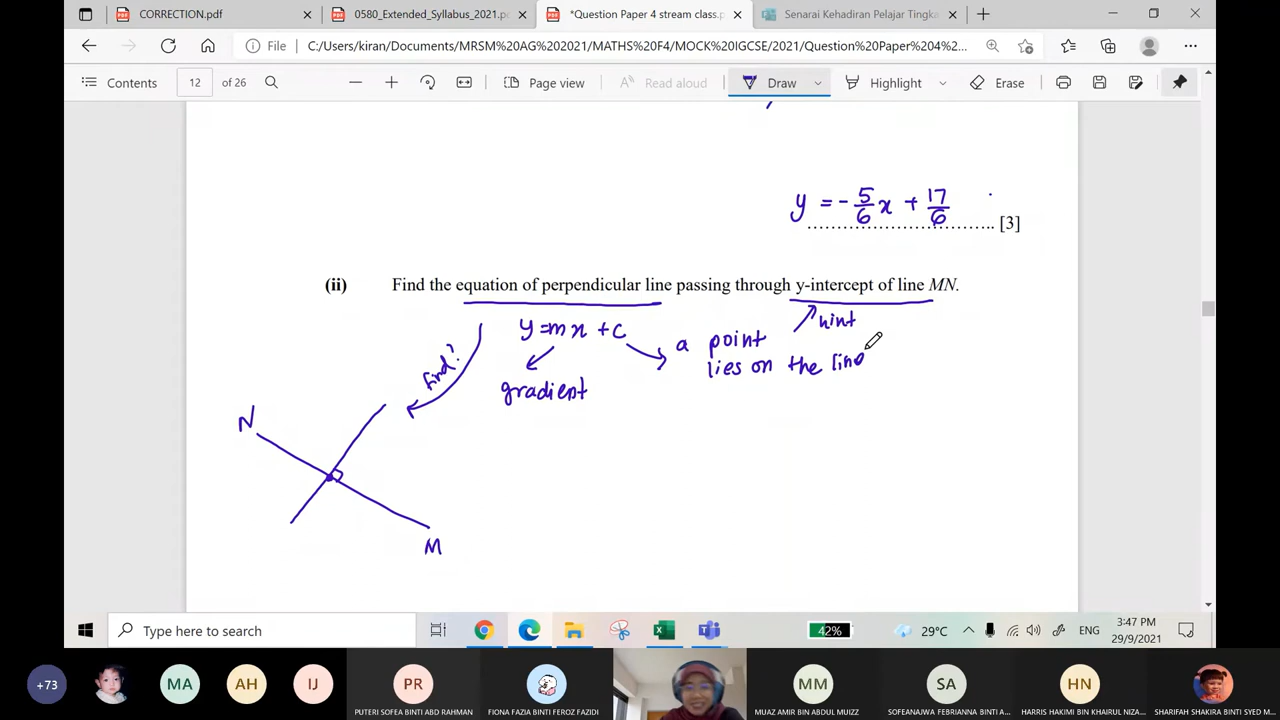 CORRECTION.pdf
0580_Extended_Syllabus_2021.p
*Question Paper 4 stream class.p
Senarai Kehadiran Pelajar Tingka
File
C:/Users/kiran/Documents/MRSM%20AG%202021/MATHS%20F4/MOCK%20IGCSE/2021/Question%20Paper%204%2...
Contents
12 of 26
Page view
Read aloud
Draw
Highlight
Erase
y = -5/6 x + 17/6
[3]
(ii) Find the equation of perpendicular line passing through y-intercept of line MN.
y=mx+c
hint
a point
lies on the line
find?
gradient
N
M
Type here to search
42%
29°C
ENG
3:47 PM
29/9/2021
+73
MA
AH
IJ
PR
MM
SA
HN
PUTERI SOFEA BINTI ABD RAHMAN
FIONA FAZIA BINTI FEROZ FAZIDI
MUAZ AMIR BIN ABDUL MUIZZ
SOFEANAJWA FEBRIANNA BINTI A...
HARRIS HAKIMI BIN KHAIRUL NIZA...
SHARIFAH SHAKIRA BINTI SYED M...